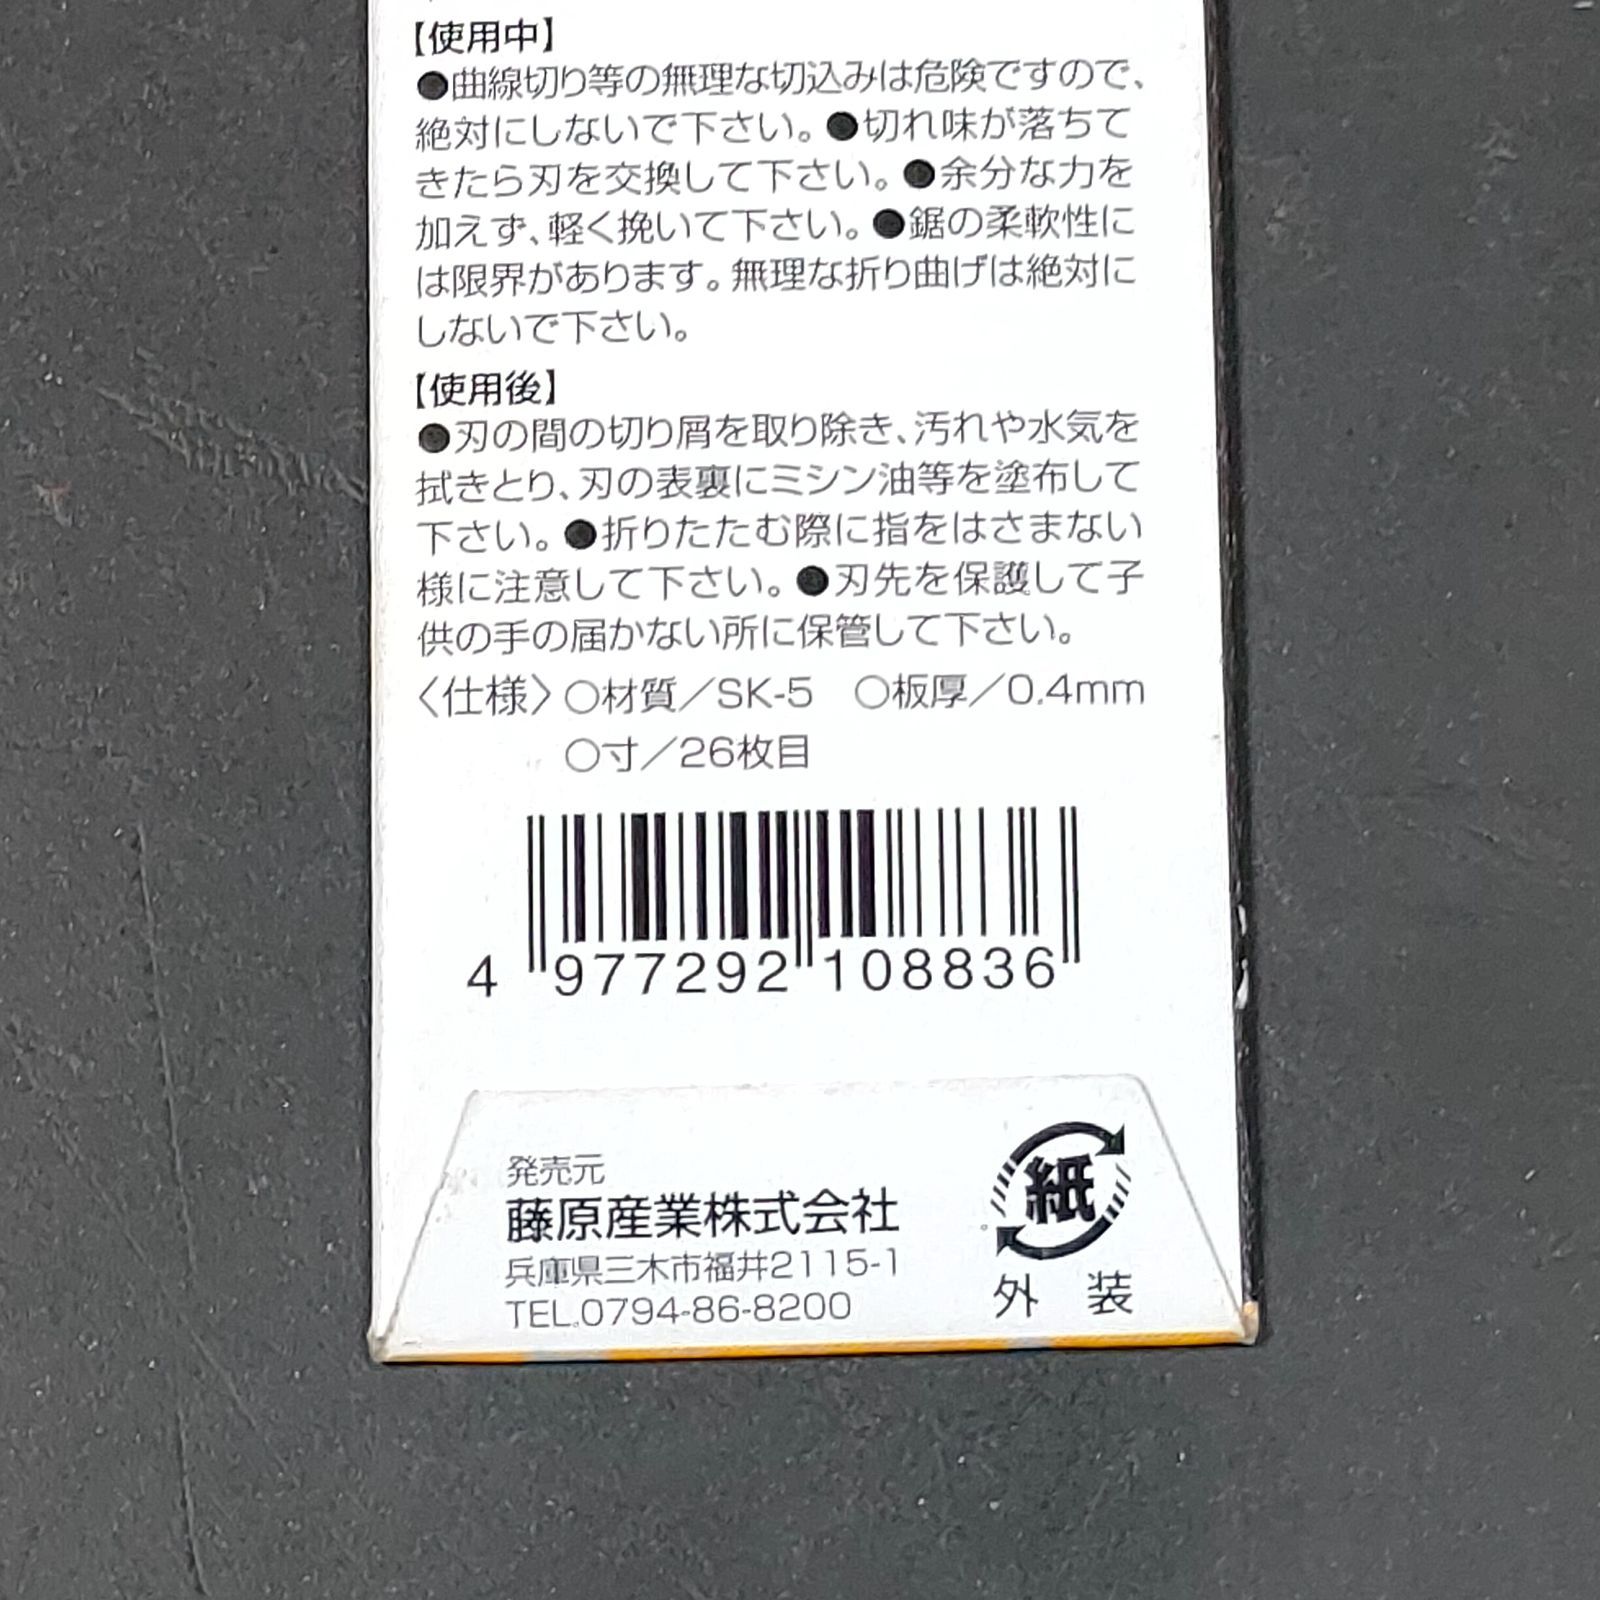 【使用中】
●曲線切り等の無理な切込みは危険ですので、
絶対にしないで下さい。●切れ味が落ちて
きたら刃を交換して下さい。●余分な力を
加えず、軽く挽いて下さい。●鋸の柔軟性に
は限界があります。無理な折り曲げは絶対に
しないで下さい。
【使用後】
●刃の間の切り屑を取り除き、汚れや水気を
拭きとり、刃の表裏にミシン油等を塗布して
下さい。●折りたたむ際に指をはさまない
様に注意して下さい。●刃先を保護して子
供の手の届かない所に保管して下さい。
〈仕様〉○材質／SK-5 ○板厚／0.4mm
○寸／26枚目
4 977292 108836
発売元
藤原産業株式会社
兵庫県三木市福井2115-1
TEL.0794-86-8200
紙
外装